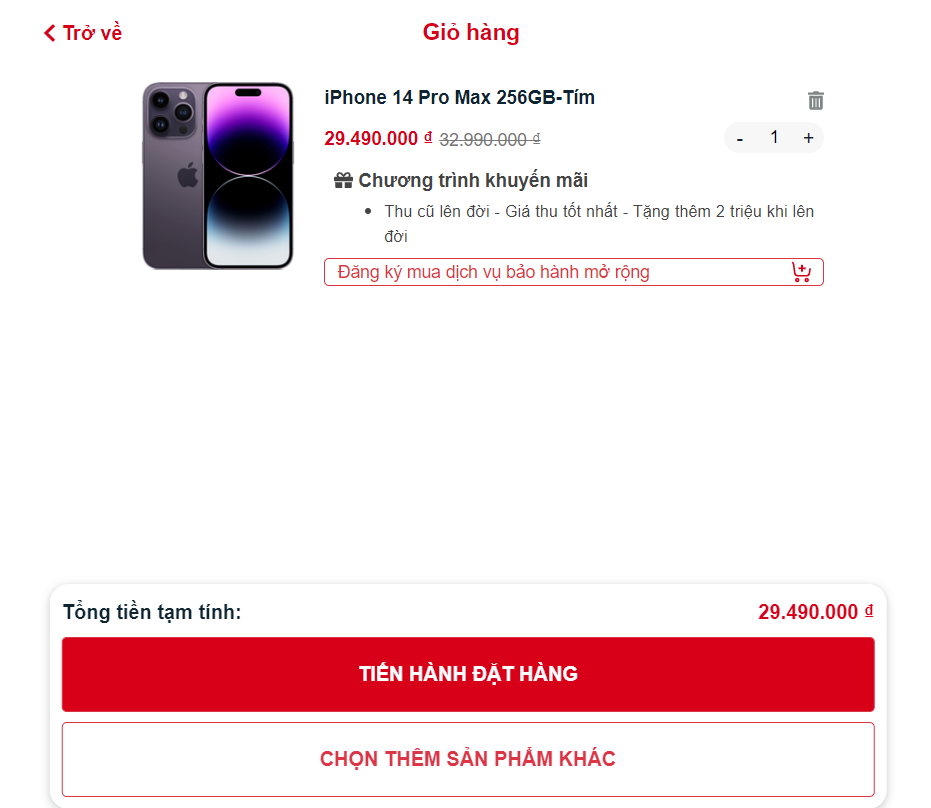 Trở về
Giỏ hàng
iPhone 14 Pro Max 256GB-Tím
29.490.000 ₫ 32.990.000 ₫
- 1 +
Chương trình khuyến mãi
• Thu cũ lên đời - Giá thu tốt nhất - Tặng thêm 2 triệu khi lên
đời
Đăng ký mua dịch vụ bảo hành mở rộng
Tổng tiền tạm tính:
29.490.000 ₫
TIẾN HÀNH ĐẶT HÀNG
CHỌN THÊM SẢN PHẨM KHÁC